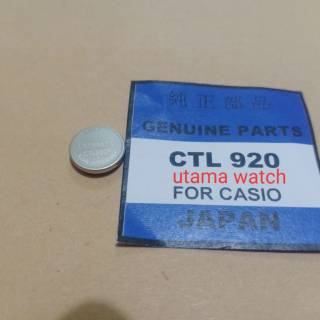 純正部品
GENUINE PARTS
CTL 920
utama watch
FOR CASIO
JAPAN